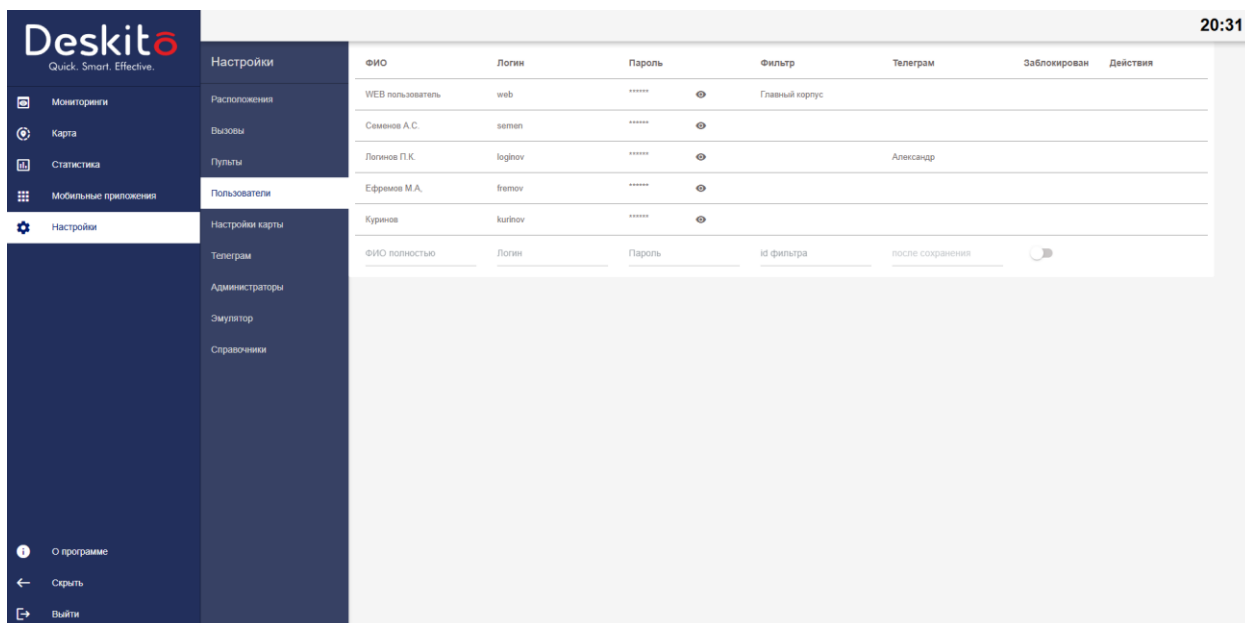 Deskitō
Quick. Smart. Effective.
20:31
Мониторинги
Карта
Статистика
Мобильные приложения
Настройки
О программе
Скрыть
Выйти
Настройки
Расположения
Вызовы
Пульты
Пользователи
Настройки карты
Телеграм
Администраторы
Эмулятор
Справочники
ФИО Логин Пароль Фильтр Телеграм Заблокирован Действия
WEB пользователь web ****** Главный корпус
Семенов А.С. semen ******
Логинов П.К. loginov ****** Александр
Ефремов М.А, fremov ******
Куринов kurinov ******
ФИО полностью Логин Пароль id фильтра после сохранения